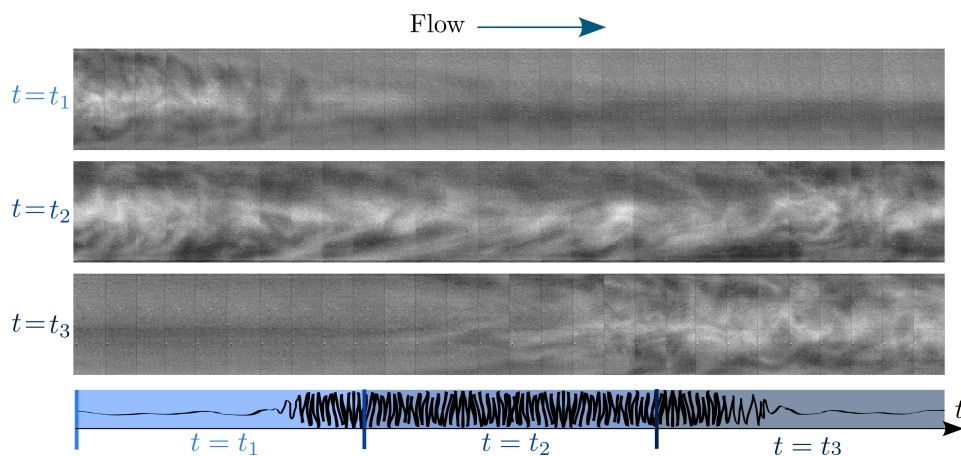 Flow
t = t₁
t = t₂
t = t₃
t
t = t₁
t = t₂
t = t₃